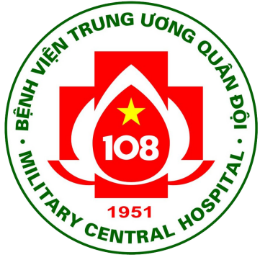 BỆNH VIỆN TRUNG ƯƠNG QUÂN ĐỘI
108
1951
MILITARY CENTRAL HOSPITAL